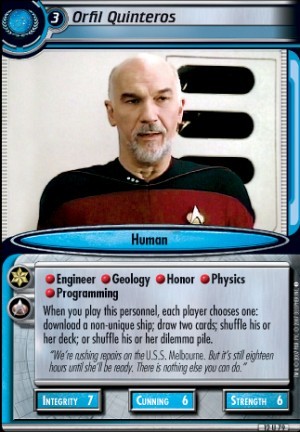 3 Orfil Quinteros
Human
Engineer Geology Honor Physics
Programming
When you play this personnel, each player chooses one:
download a non-unique ship; draw two cards; shuffle his
or her deck; or shuffle his or her dilemma pile.
"We're rushing repairs on the U.S.S. Melbourne. But it's still eighteen
hours until she'll be ready. There is nothing else you can do."
Integrity 7 Cunning 6 Strength 6